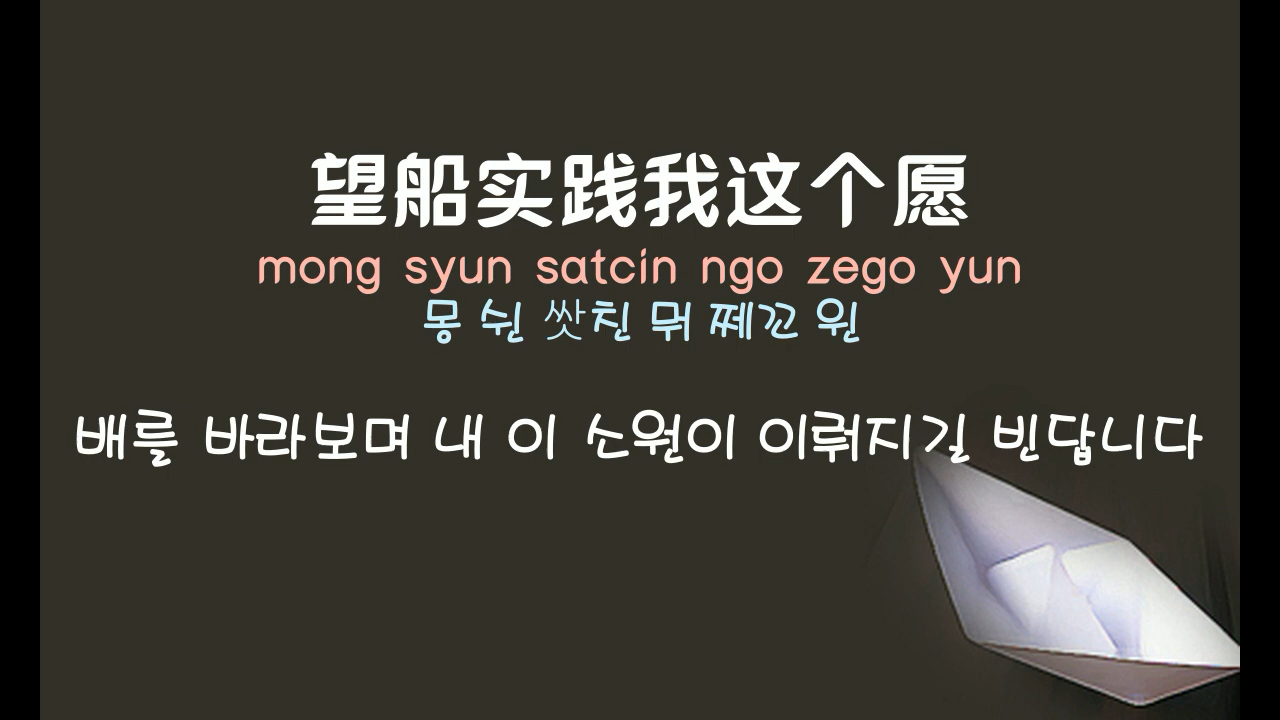 望船实践我这个愿
mong syun satcin ngo zego yun
몽 쉰 쌋친 뭐 쩨꼬 윈
배를 바라보며 내 이 소원이 이뤄지길 빈답니다